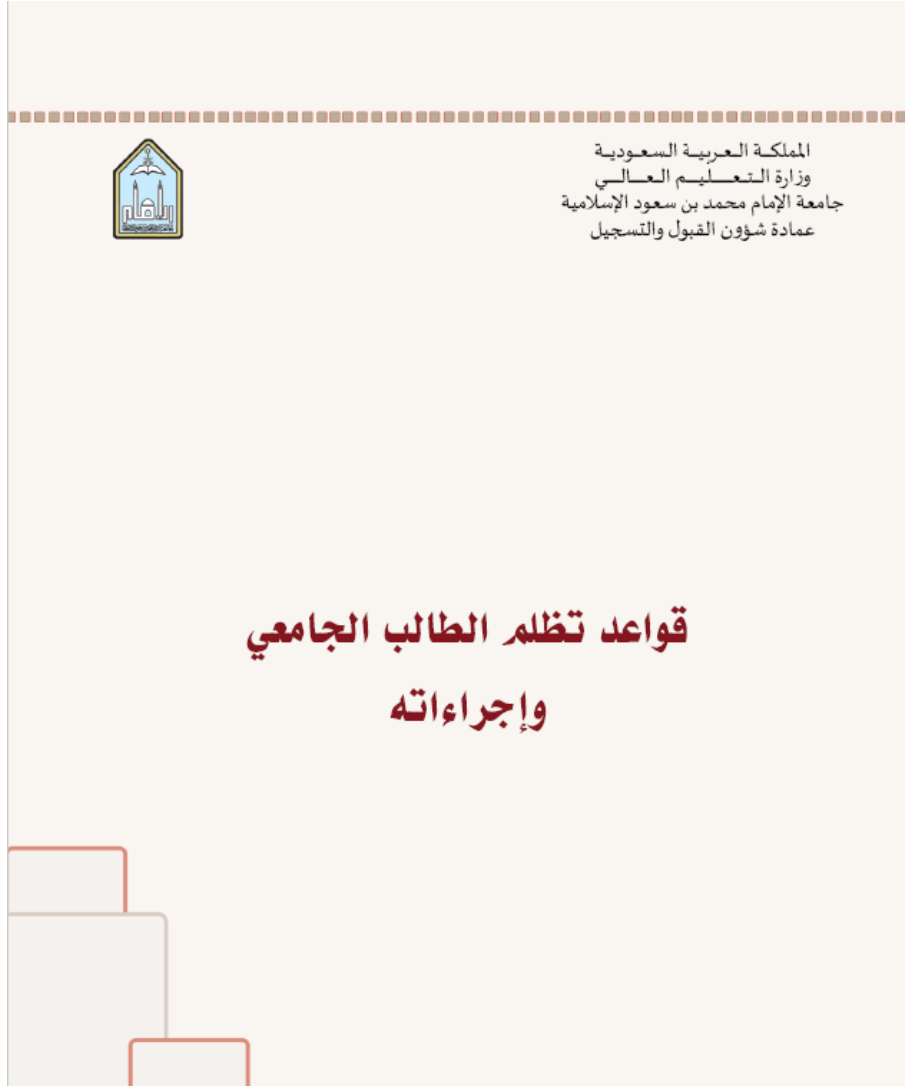 المملكة العربية السعودية
وزارة التعليم العالي
جامعة الإمام محمد بن سعود الإسلامية
عمادة شؤون القبول والتسجيل
قواعد تظلم الطالب الجامعي
وإجراءاته